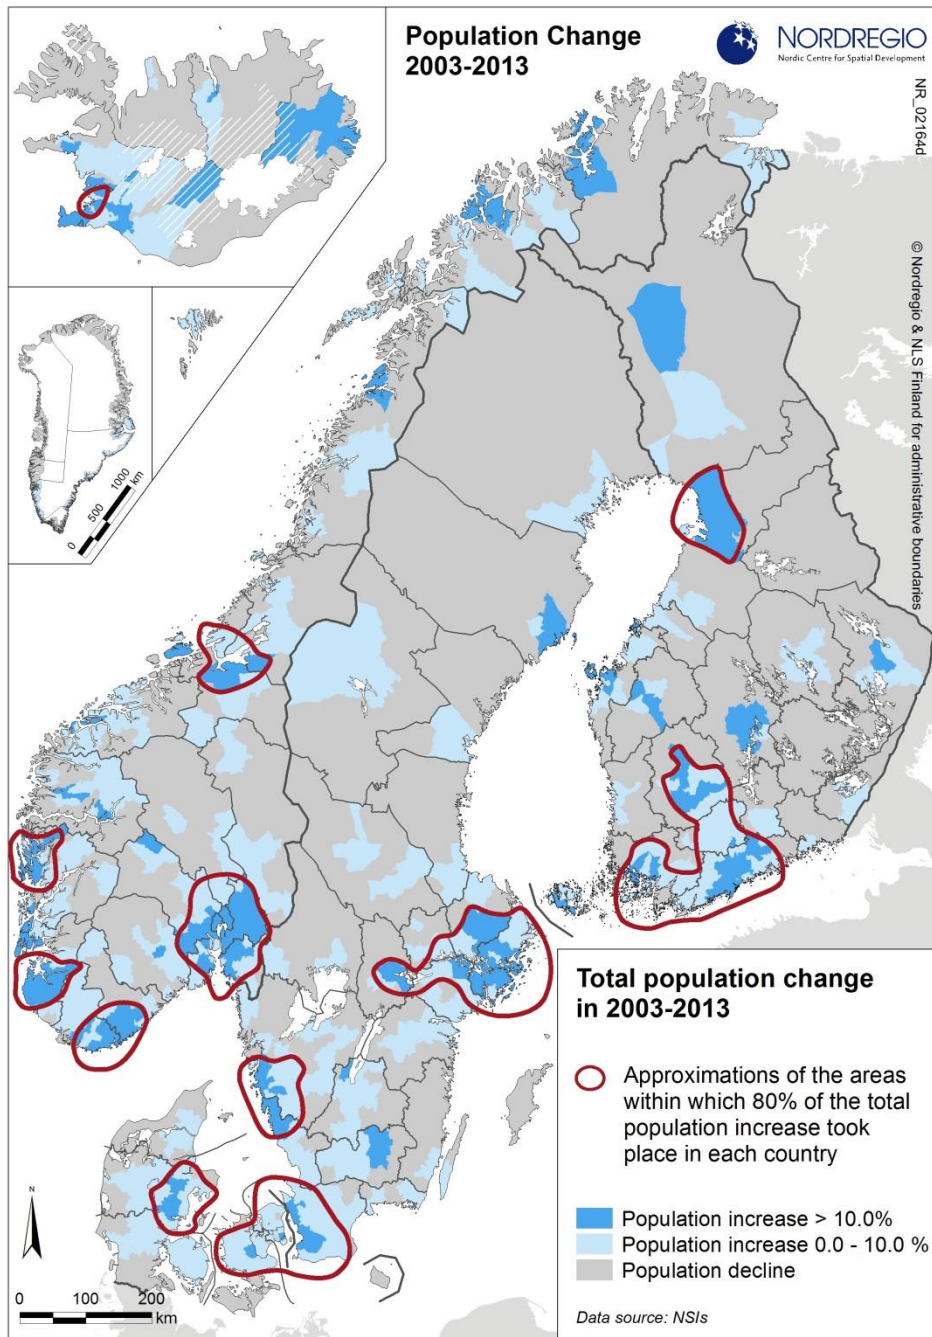 Population Change
2003-2013
NORDREGIO
Nordic Centre for Spatial Development
NR_02164d
© Nordregio & NLS Finland for administrative boundaries
0 500 1000
km
Total population change
in 2003-2013
Approximations of the areas
within which 80% of the total
population increase took
place in each country
Population increase > 10.0%
Population increase 0.0 - 10.0 %
Population decline
Data source: NSIs
N
0 100 200
km